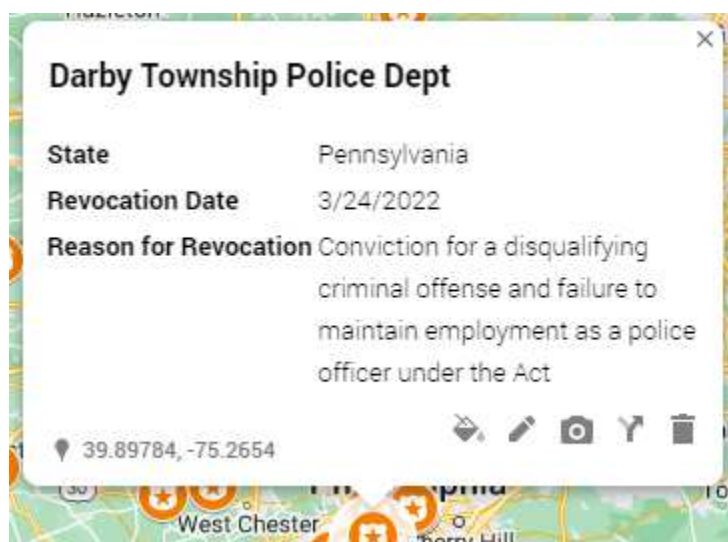 Darby Township Police Dept
State Pennsylvania
Revocation Date 3/24/2022
Reason for Revocation Conviction for a disqualifying
criminal offense and failure to
maintain employment as a police
officer under the Act
39.89784, -75.2654
30
West Chester